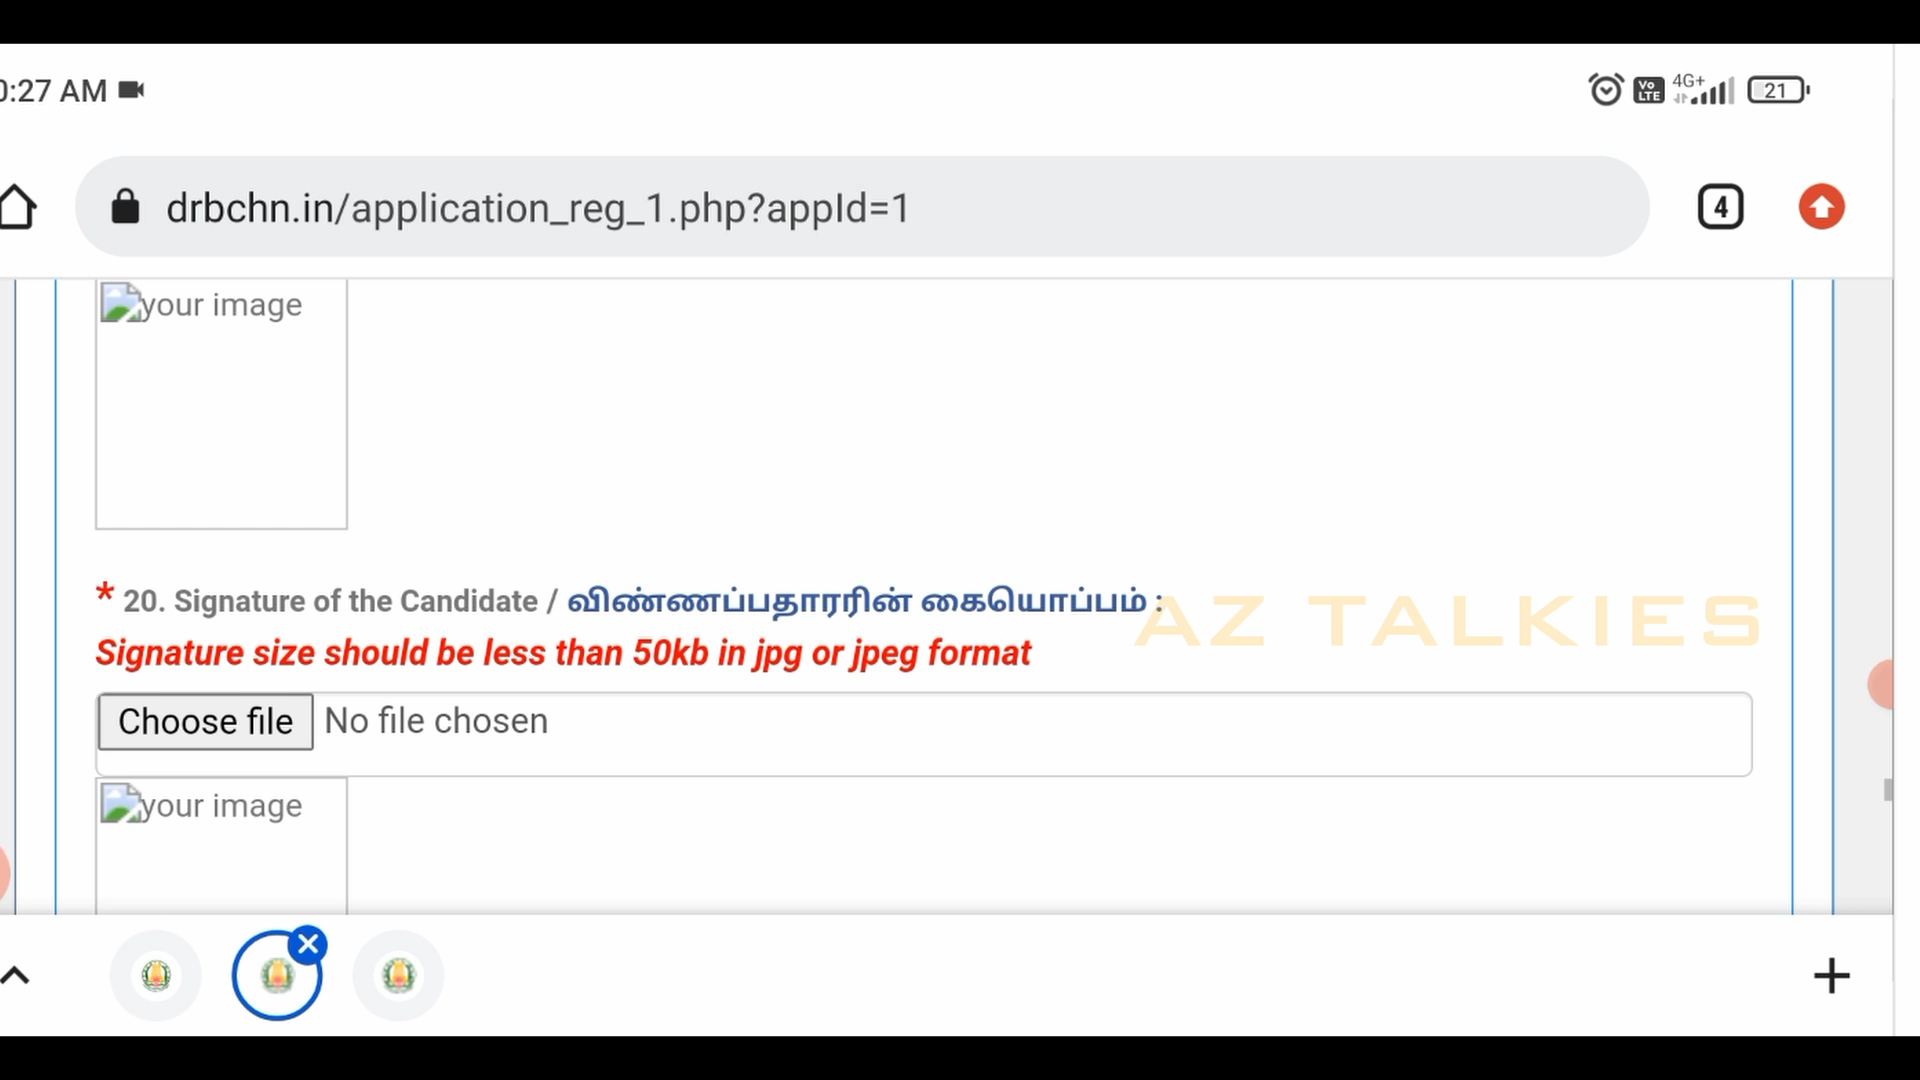 0:27 AM
Vo LTE
4G+
21
drbchn.in/application_reg_1.php?appId=1
4
your image
* 20. Signature of the Candidate / விண்ணப்பதாரரின் கையொப்பம் :
AZ TALKIES
Signature size should be less than 50kb in jpg or jpeg format
Choose file No file chosen
your image